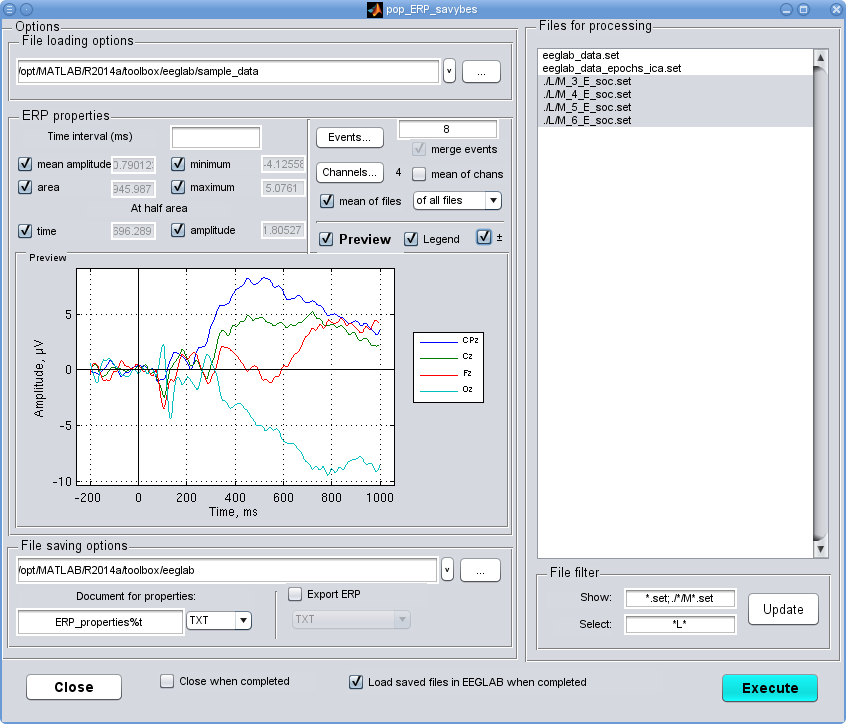 pop_ERP_savybes
Options
File loading options
/opt/MATLAB/R2014a/toolbox/eeglab/sample_data
v
...
ERP properties
Time interval (ms)
mean amplitude
0.79012
minimum
-4.12558
area
945.987
maximum
5.0761
At half area
time
696.289
amplitude
1.80527
Events...
8
merge events
Channels...
4
mean of chans
mean of files
of all files
Preview
Legend
±
Preview
Amplitude, µV
5
0
-5
-10
-200
0
200
400
600
800
1000
Time, ms
CPz
Cz
Fz
Oz
File saving options
/opt/MATLAB/R2014a/toolbox/eeglab
v
...
Document for properties:
ERP_properties%t
TXT
Export ERP
TXT
Files for processing
eeglab_data.set
eeglab_data_epochs_ica.set
./L/M_3_E_soc.set
./L/M_4_E_soc.set
./L/M_5_E_soc.set
./L/M_6_E_soc.set
File filter
Show:
*.set;./*/M*.set
Select:
*L*
Update
Close
Close when completed
Load saved files in EEGLAB when completed
Execute